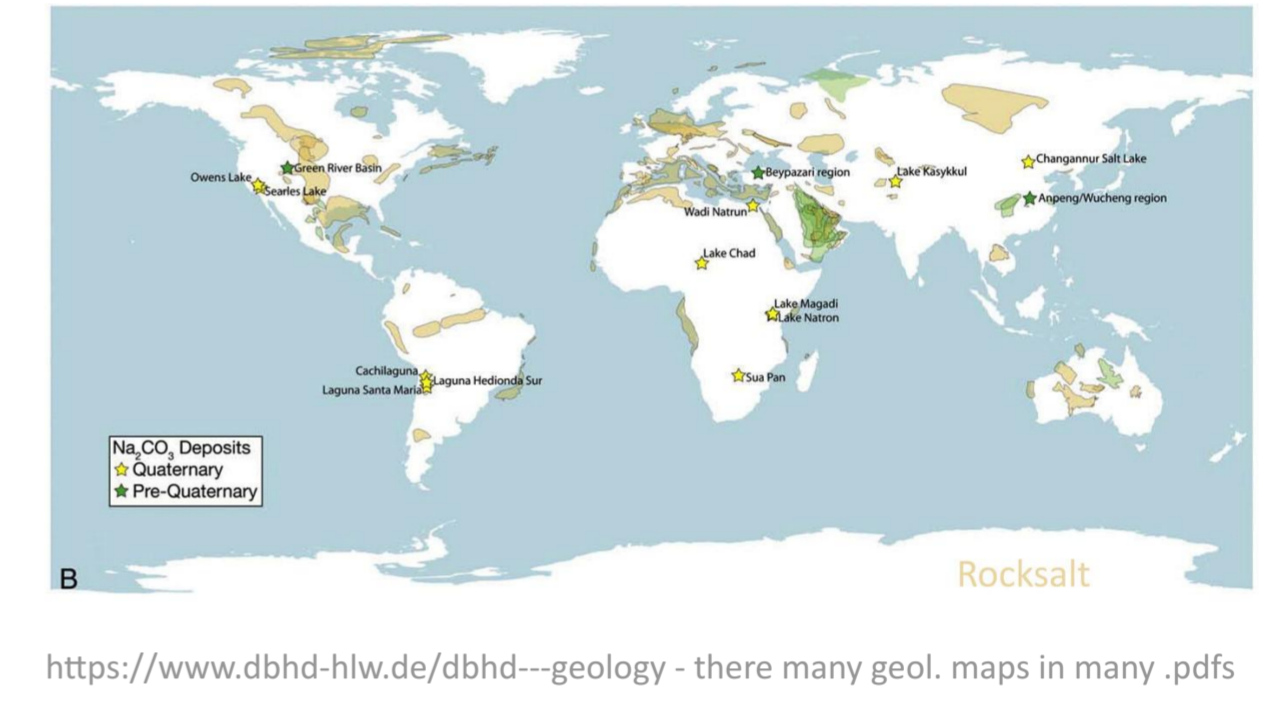 Green River Basin
Owens Lake
Searles Lake
Beypazari region
Wadi Natrun
Lake Kasykkul
Changannur Salt Lake
Anpeng/Wucheng region
Lake Chad
Lake Magadi
Lake Natron
Cachilaguna
Laguna Hedionda Sur
Laguna Santa Maria
Sua Pan
Na₂CO₃ Deposits
Quaternary
Pre-Quaternary
B
Rocksalt
https://www.dbhd-hlw.de/dbhd---geology - there many geol. maps in many .pdfs